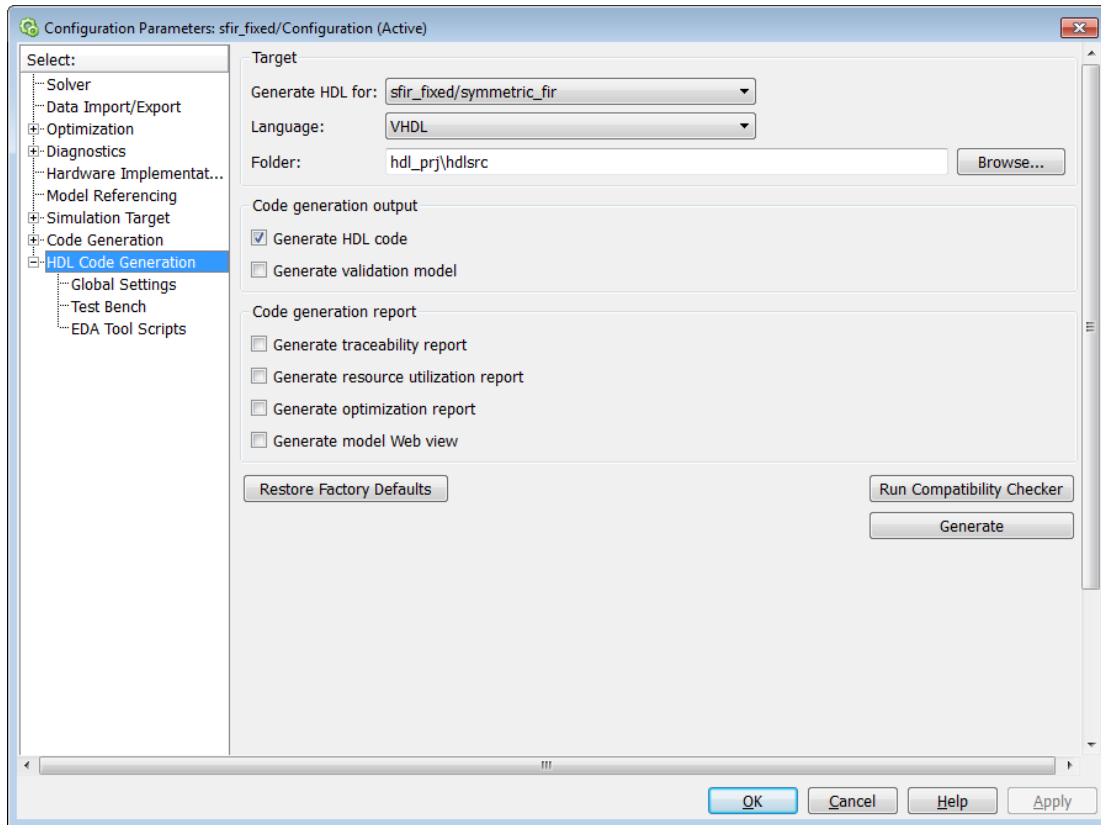 Configuration Parameters: sfir_fixed/Configuration (Active)
Select:
Solver
Data Import/Export
Optimization
Diagnostics
Hardware Implementat...
Model Referencing
Simulation Target
Code Generation
HDL Code Generation
Global Settings
Test Bench
EDA Tool Scripts
Target
Generate HDL for: sfir_fixed/symmetric_fir
Language: VHDL
Folder: hdl_prj\hdlsrc Browse...
Code generation output
Generate HDL code
Generate validation model
Code generation report
Generate traceability report
Generate resource utilization report
Generate optimization report
Generate model Web view
Restore Factory Defaults Run Compatibility Checker
Generate
OK Cancel Help Apply